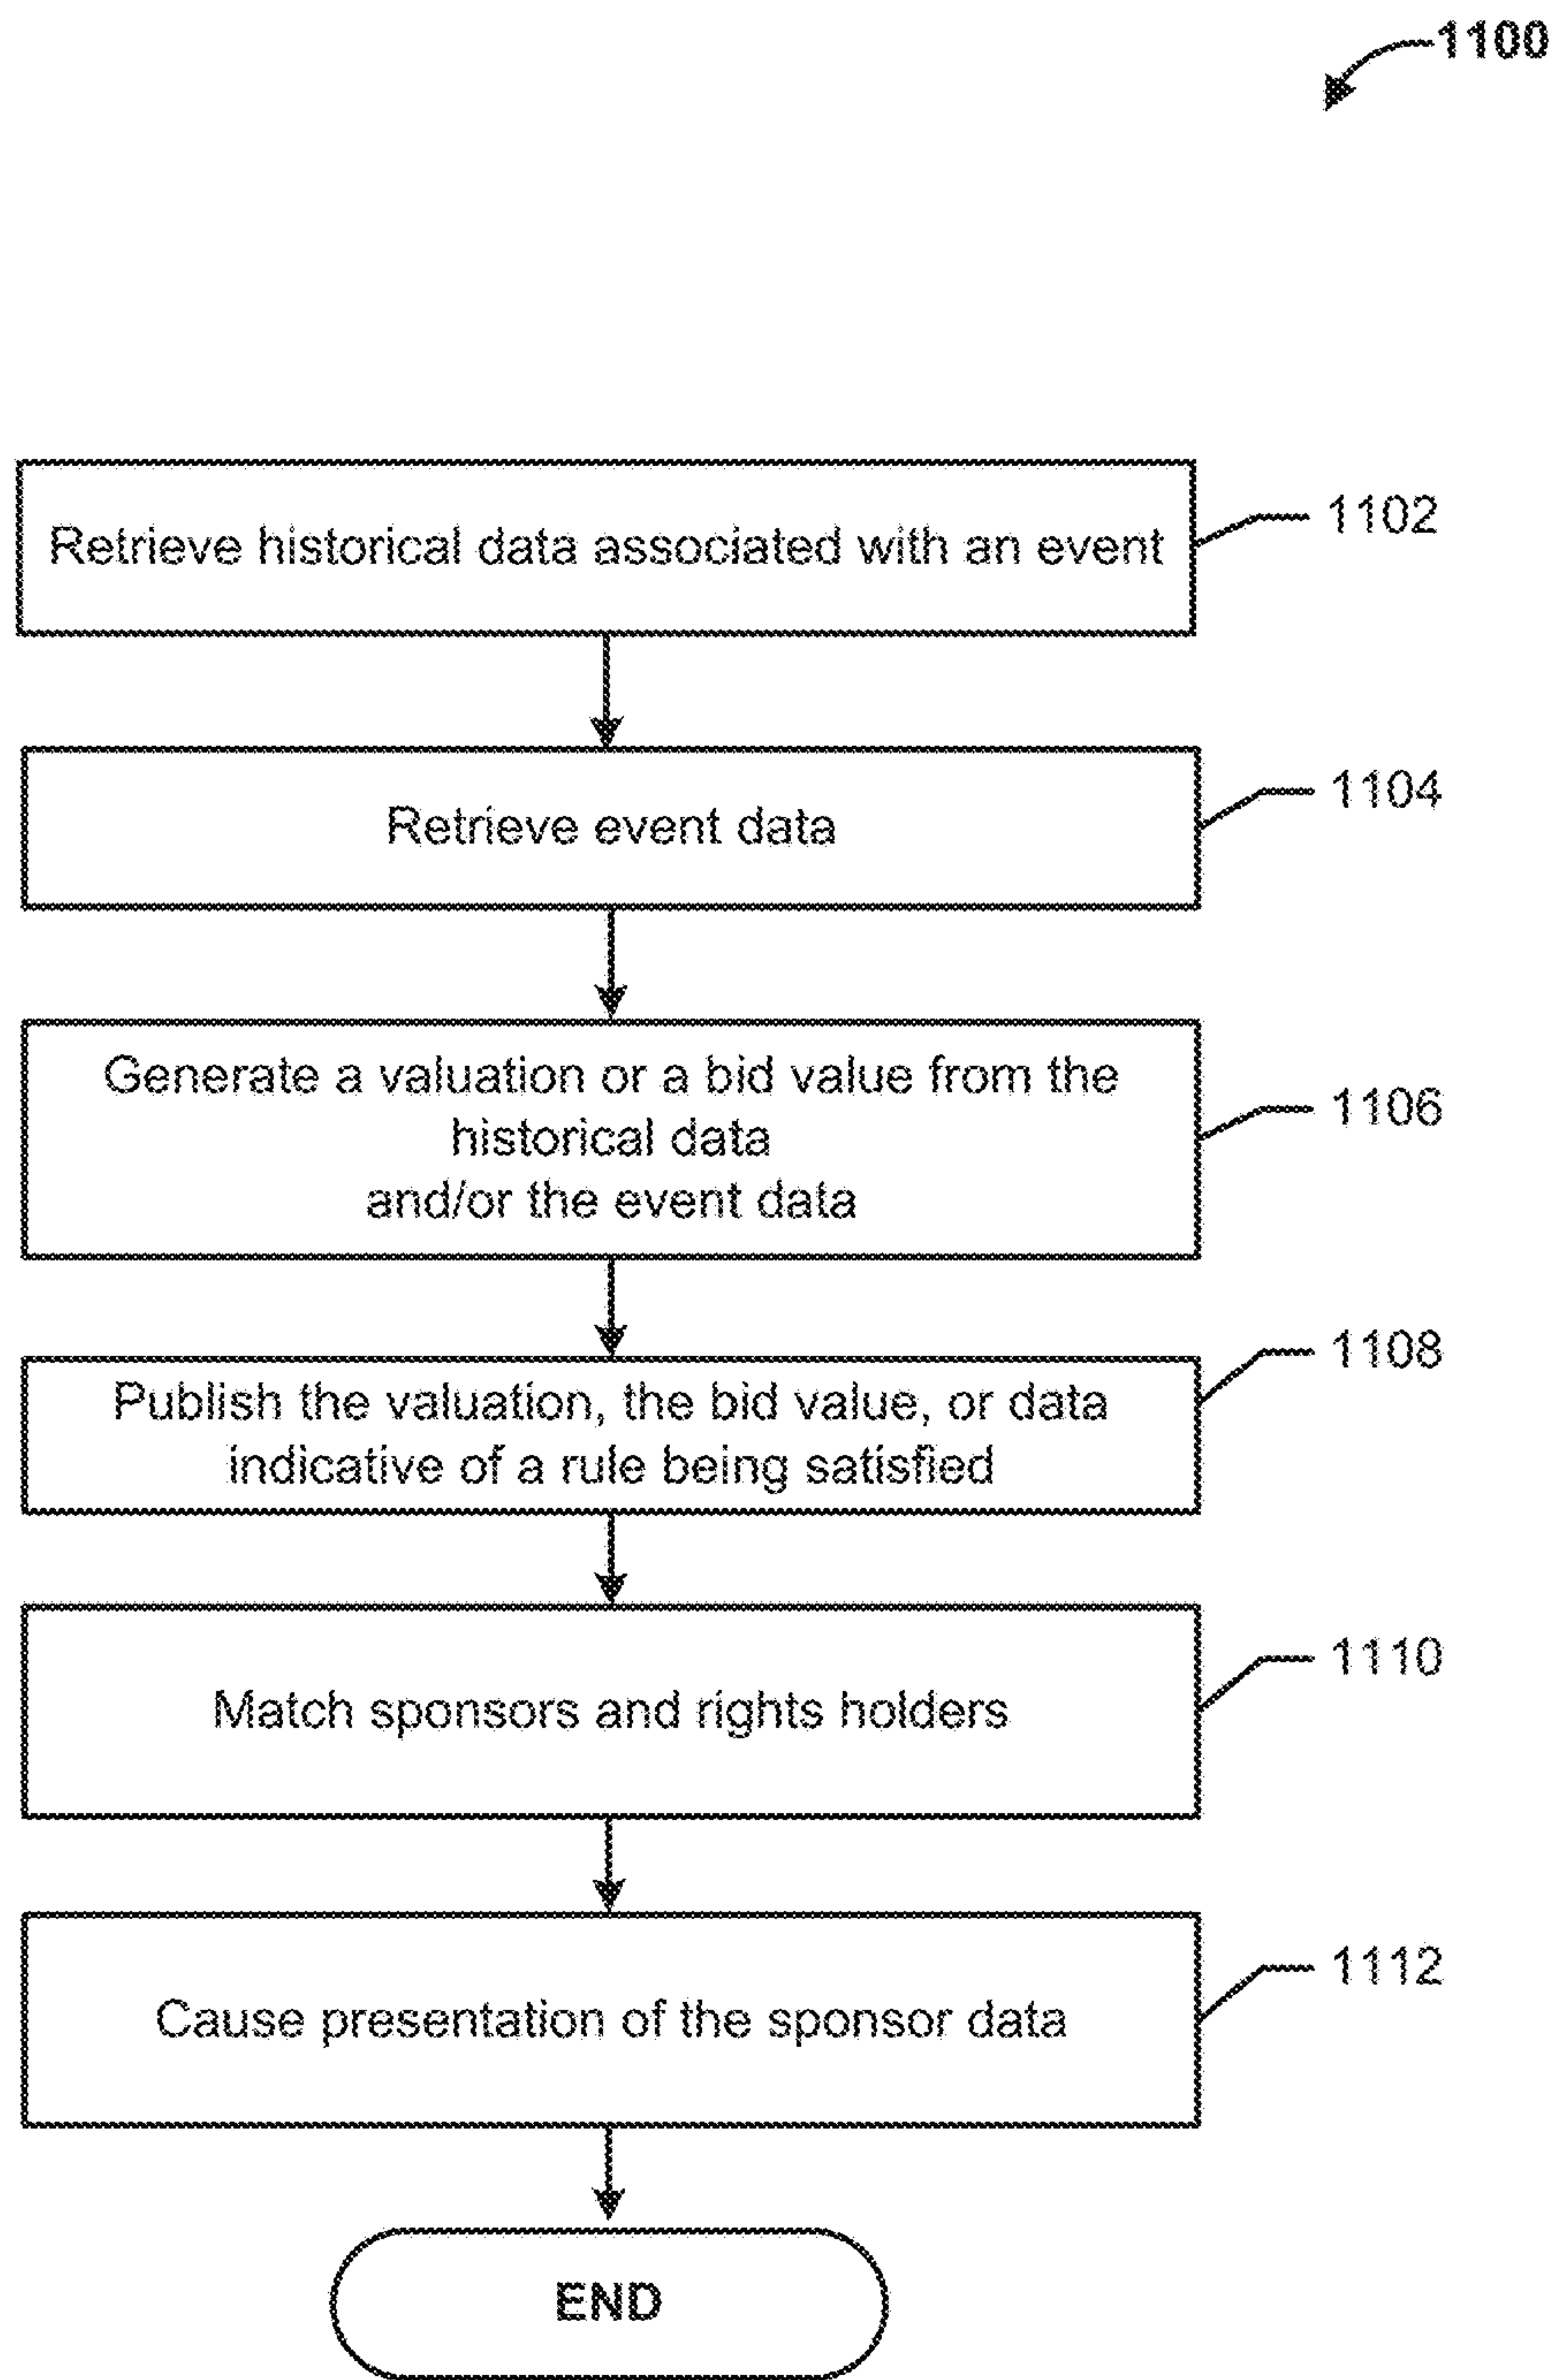 1100
Retrieve historical data associated with an event
1102
Retrieve event data
1104
Generate a valuation or a bid value from the
historical data
and/or the event data
1106
Publish the valuation, the bid value, or data
indicative of a rule being satisfied
1108
Match sponsors and rights holders
1110
Cause presentation of the sponsor data
1112
END